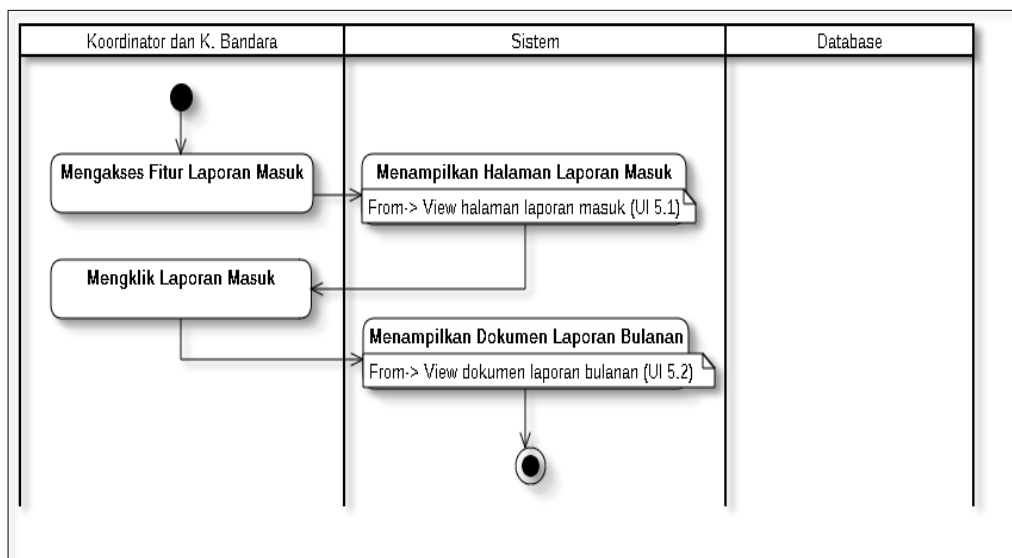 Koordinator dan K. Bandara
Sistem
Database
Mengakses Fitur Laporan Masuk
Menampilkan Halaman Laporan Masuk
From-> View halaman laporan masuk (UI 5.1)
Mengklik Laporan Masuk
Menampilkan Dokumen Laporan Bulanan
From-> View dokumen laporan bulanan (UI 5.2)